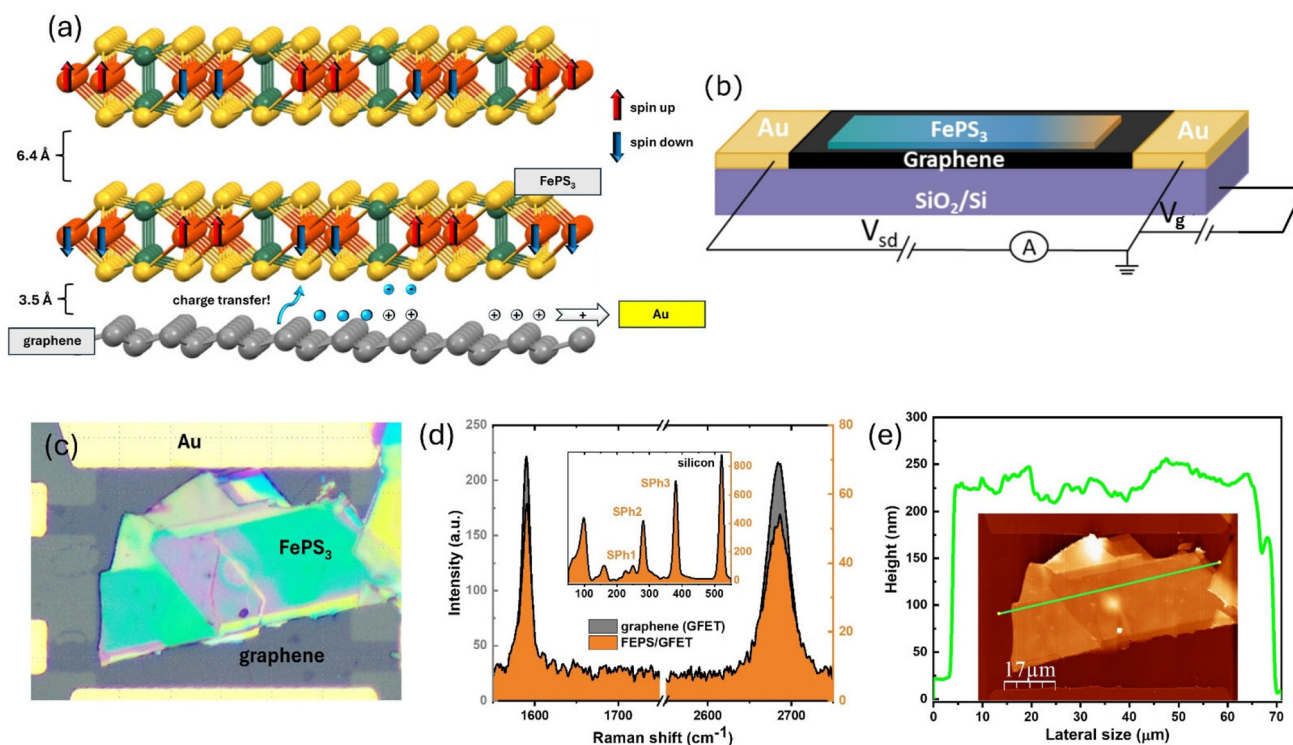 (a)
spin up
spin down
6.4 Å
FePS3
3.5 Å
charge transfer!
- -
+ + + + + +
Au
graphene
(b)
Au
FePS3
Au
Graphene
SiO2/Si
Vsd
A
Vg
(c)
Au
FePS3
graphene
(d)
250
200
150
100
50
0
Intensity (a.u.)
80
60
40
20
0
1600
1700
2600
2700
Raman shift (cm-1)
silicon
SPh3
SPh2
SPh1
800
600
400
200
0
100
200
300
400
500
graphene (GFET)
FEPS/GFET
(e)
300
250
200
150
100
50
0
Height (nm)
17µm
0
10
20
30
40
50
60
70
Lateral size (µm)